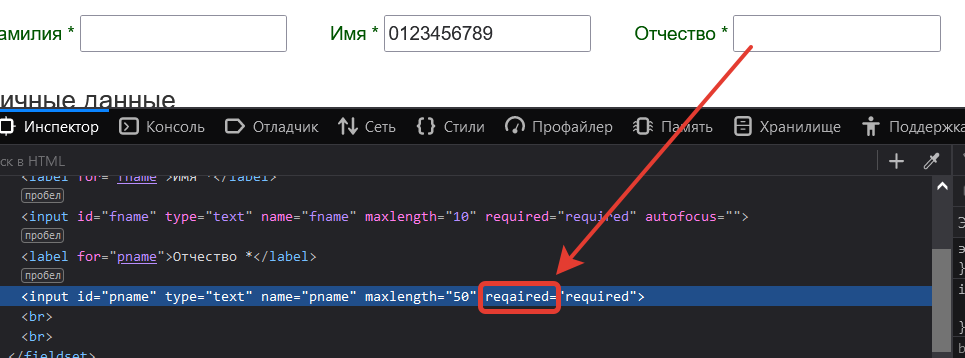 амилия * Имя * 0123456789 Отчество *
ичные данные
Инспектор Консоль Отладчик Сеть Стили Профайлер Память Хранилище Поддержка
ск в HTML
<label for="fname">Имя *</label>
пробел
<input id="fname" type="text" name="fname" maxlength="10" required="required" autofocus="">
пробел
<label for="pname">Отчество *</label>
пробел
<input id="pname" type="text" name="pname" maxlength="50" reqaired="required">
<br>
<br>
</fieldset>